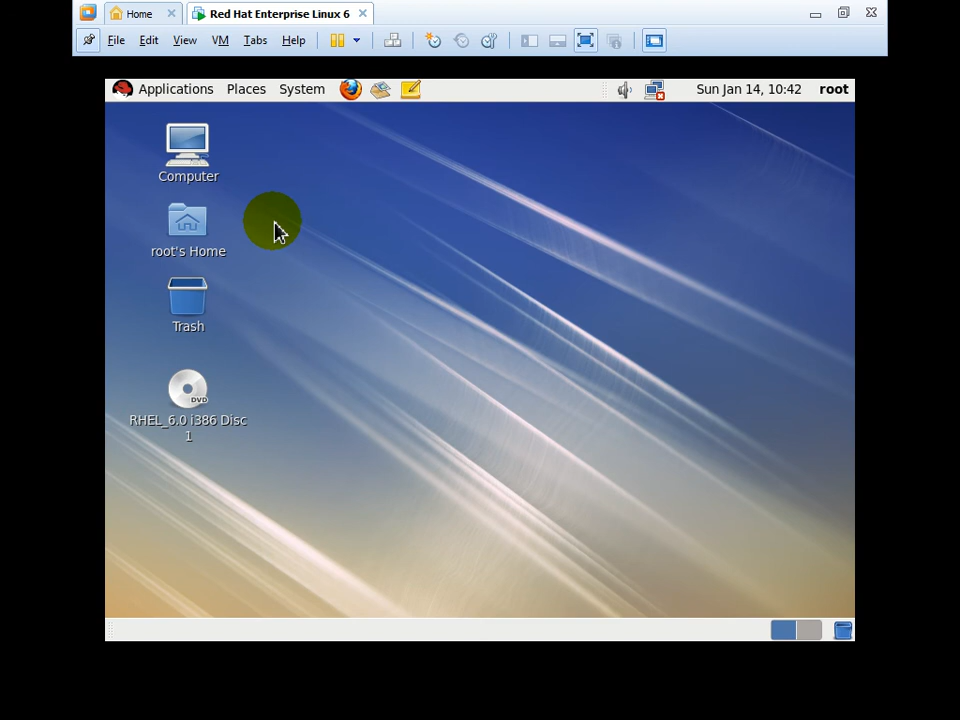 Home
Red Hat Enterprise Linux 6
File Edit View VM Tabs Help
Applications Places System
Sun Jan 14, 10:42 root
Computer
root's Home
Trash
DVD
RHEL_6.0 i386 Disc
1